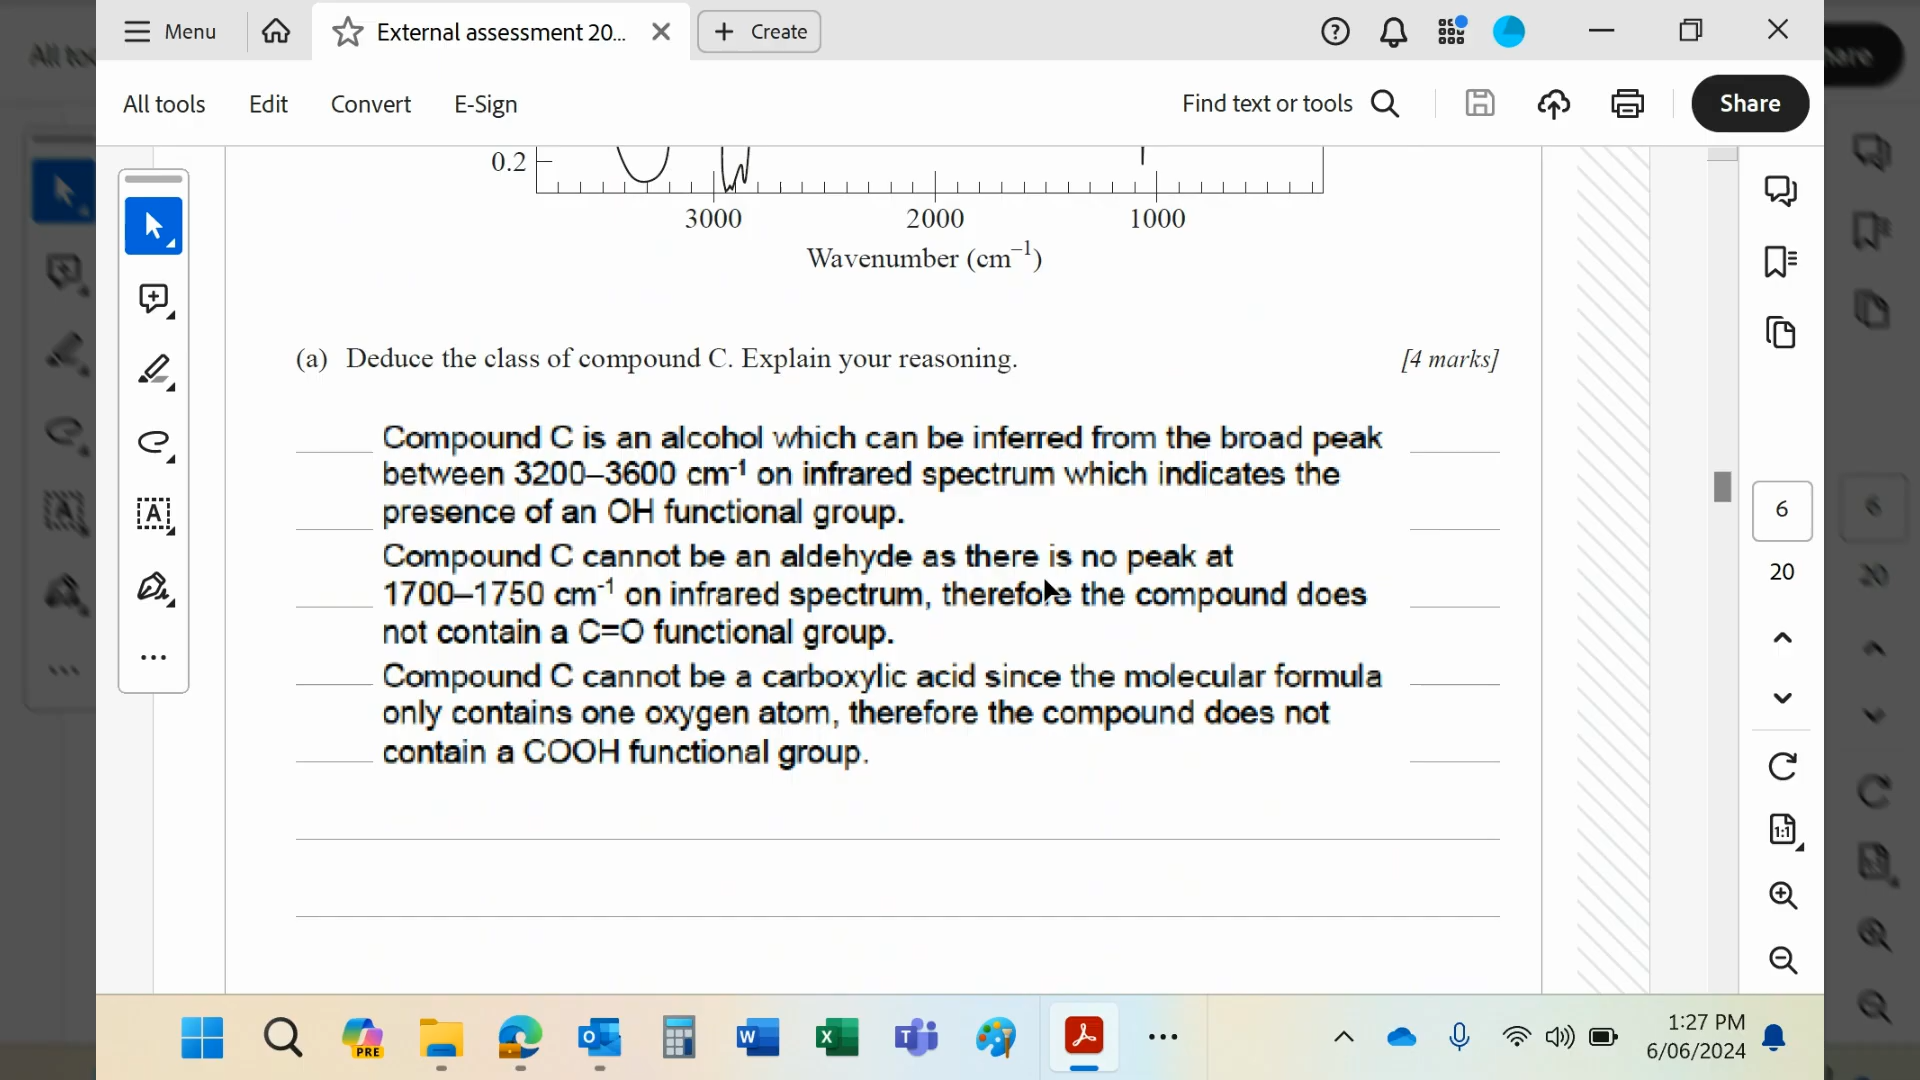 Menu
External assessment 20...
Create
All tools
Edit
Convert
E-Sign
Find text or tools
Share
0.2
3000 2000 1000
Wavenumber (cm⁻¹)
(a) Deduce the class of compound C. Explain your reasoning. [4 marks]
Compound C is an alcohol which can be inferred from the broad peak
between 3200–3600 cm⁻¹ on infrared spectrum which indicates the
presence of an OH functional group.
Compound C cannot be an aldehyde as there is no peak at
1700–1750 cm⁻¹ on infrared spectrum, therefore the compound does
not contain a C=O functional group.
Compound C cannot be a carboxylic acid since the molecular formula
only contains one oxygen atom, therefore the compound does not
contain a COOH functional group.
6
20
1:1
PRE
1:27 PM
6/06/2024